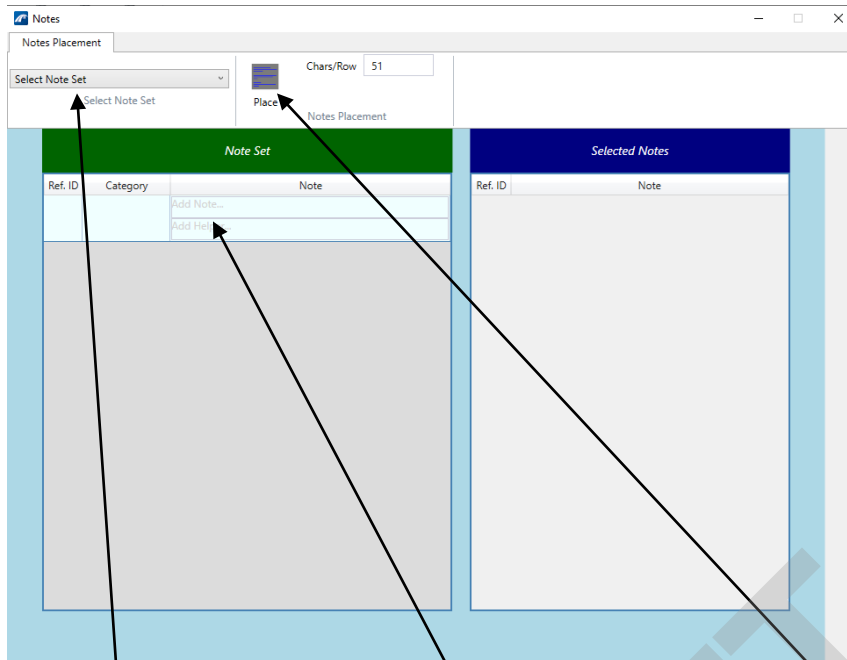 Notes
Notes Placement
Select Note Set
Select Note Set
Place
Chars/Row 51
Notes Placement
Note Set
Selected Notes
Ref. ID Category Note
Ref. ID Note
Add Note...
Add